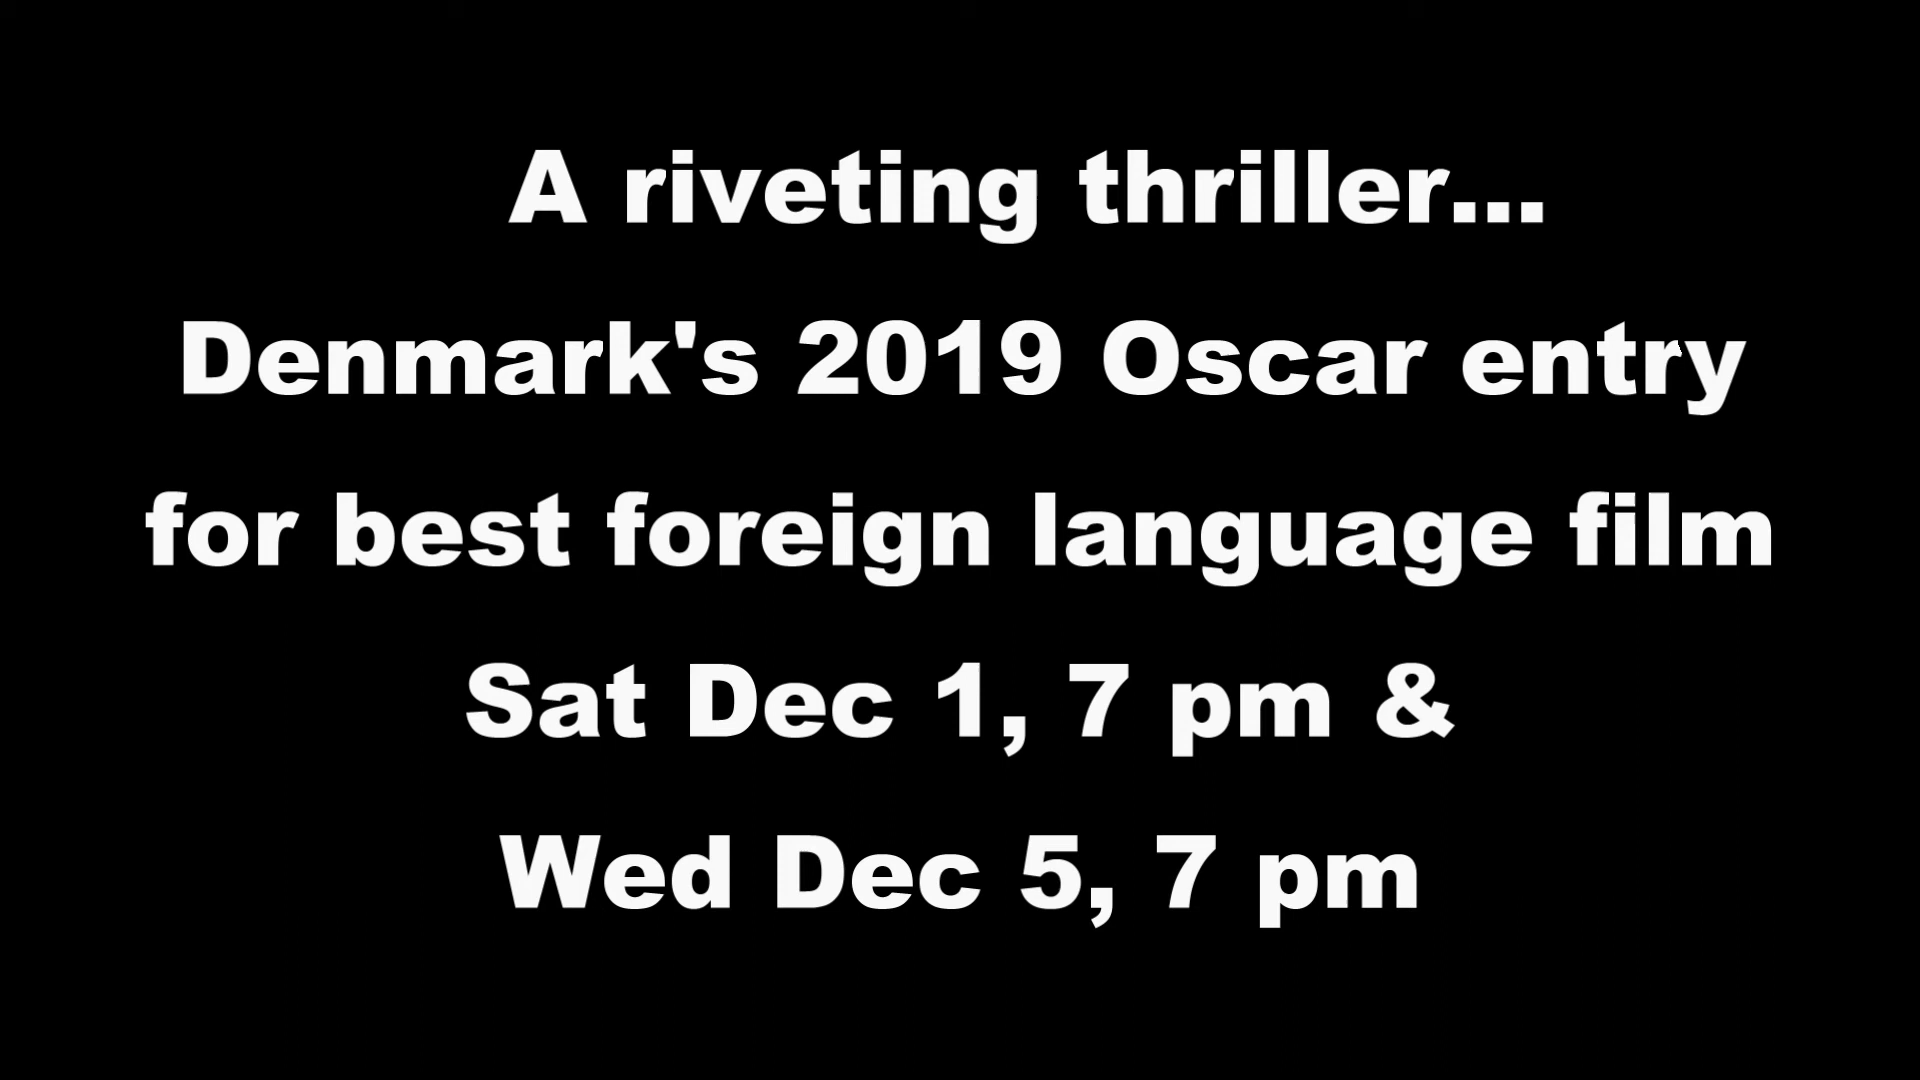 A riveting thriller...
Denmark's 2019 Oscar entry
for best foreign language film
Sat Dec 1, 7 pm &
Wed Dec 5, 7 pm